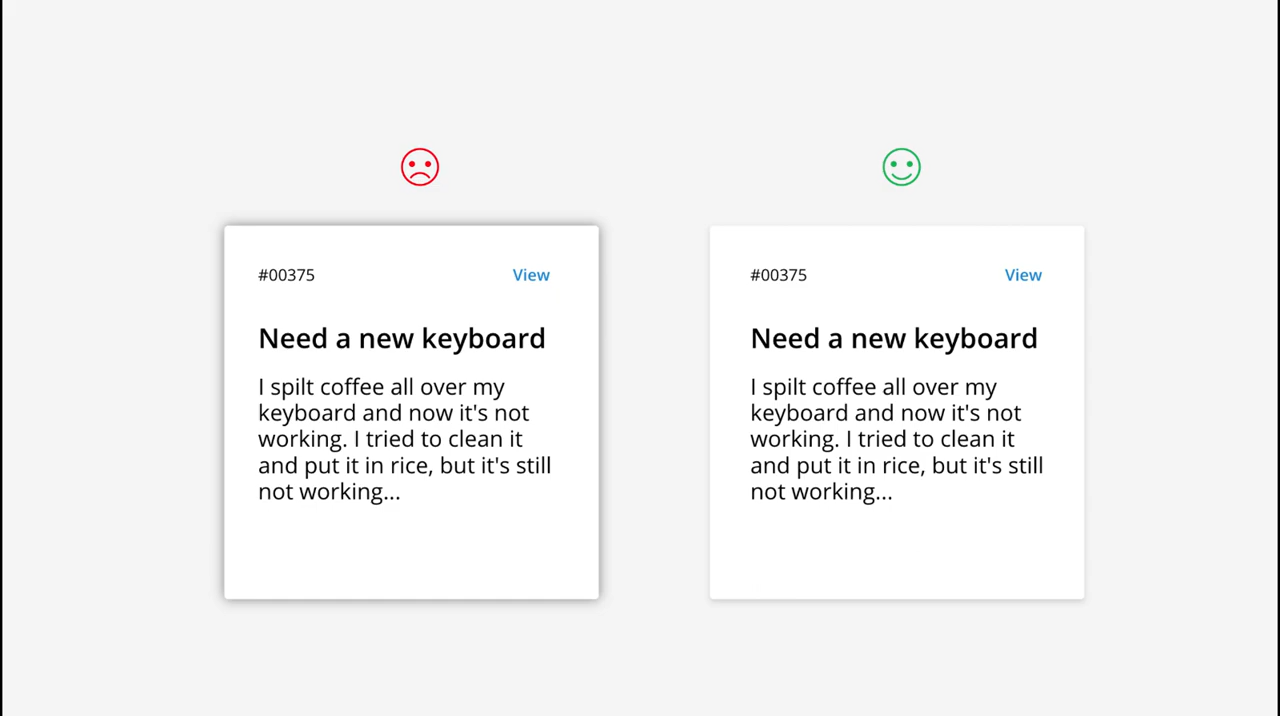 #00375 View
Need a new keyboard
I spilt coffee all over my
keyboard and now it's not
working. I tried to clean it
and put it in rice, but it's still
not working...
#00375 View
Need a new keyboard
I spilt coffee all over my
keyboard and now it's not
working. I tried to clean it
and put it in rice, but it's still
not working...